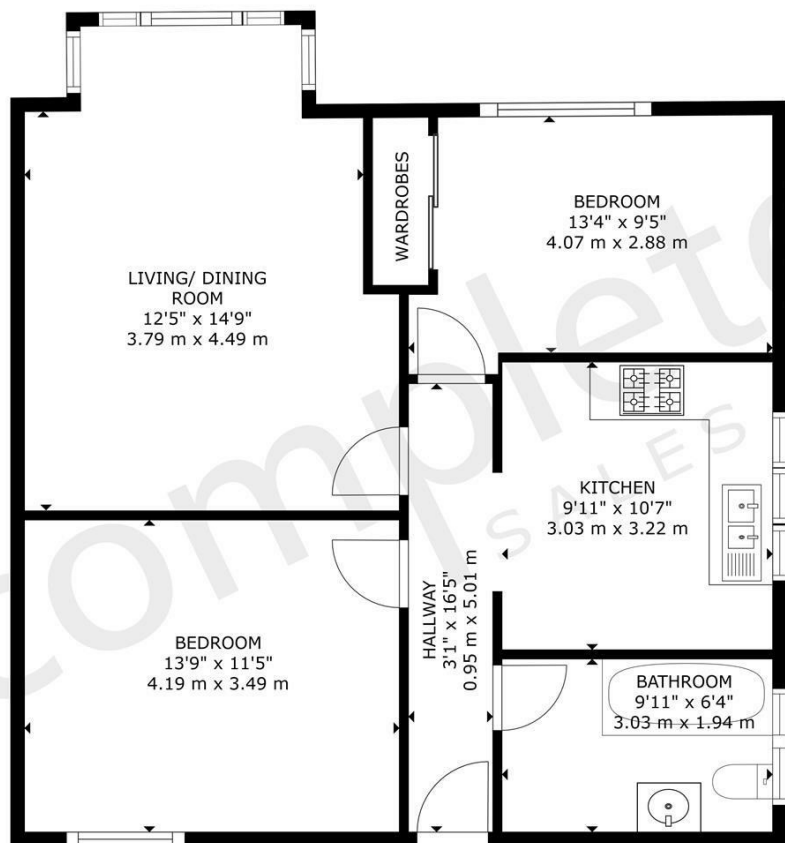 WARDROBES
BEDROOM
13'4" x 9'5"
4.07 m x 2.88 m
LIVING/ DINING
ROOM
12'5" x 14'9"
3.79 m x 4.49 m
KITCHEN
9'11" x 10'7"
3.03 m x 3.22 m
HALLWAY
3'1" x 16'5"
0.95 m x 5.01 m
BEDROOM
13'9" x 11'5"
4.19 m x 3.49 m
BATHROOM
9'11" x 6'4"
3.03 m x 1.94 m
complete
SALES